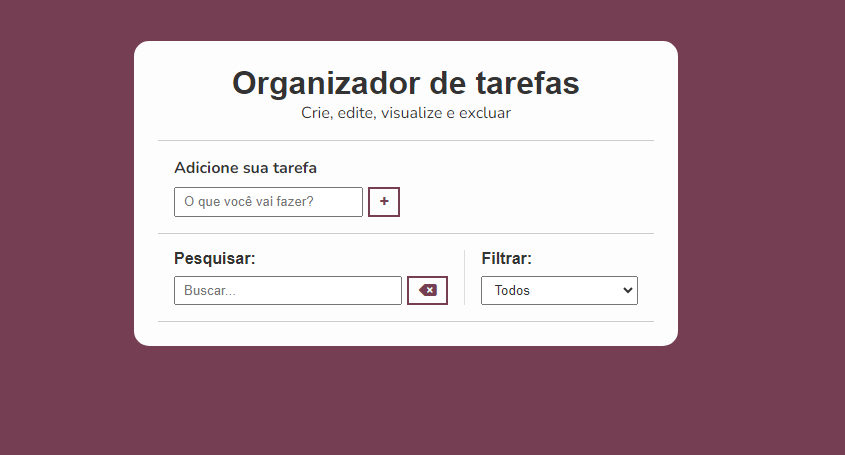 Organizador de tarefas
Crie, edite, visualize e excluar
Adicione sua tarefa
O que você vai fazer?
+
Pesquisar:
Filtrar:
Buscar...
Todos